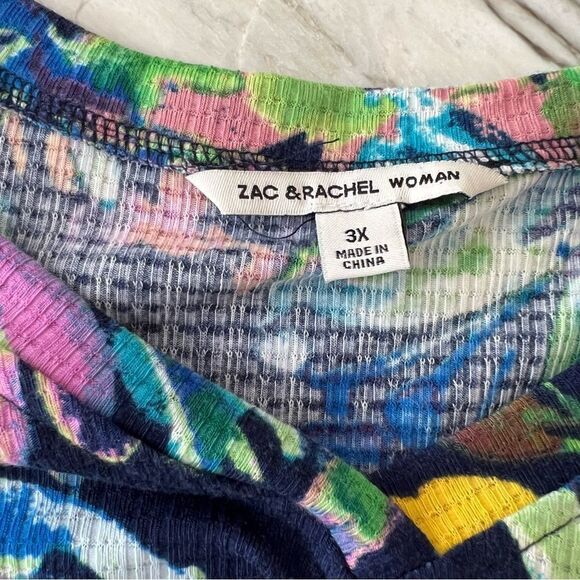 ZAC &RACHEL WOMAN
3X
MADE IN
CHINA